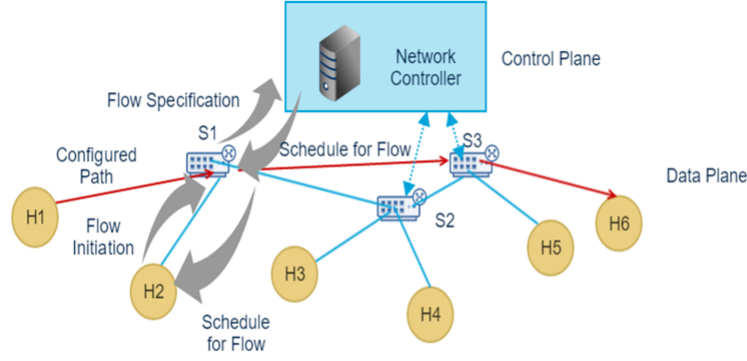 Network
Controller
Control Plane
Flow Specification
S1
Schedule for Flow
S3
Configured
Path
Data Plane
H1
Flow
Initiation
S2
H6
H5
H3
H2
H4
Schedule
for Flow